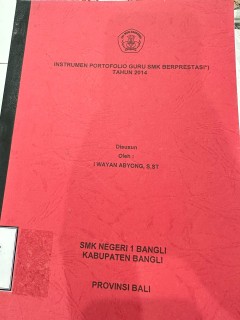 INSTRUMEN PORTOFOLIO GURU SMK BERPRESTASI*)
TAHUN 2014
Disusun
Oleh :
I WAYAN ABYONG, S.ST
SMK NEGERI 1 BANGLI
KABUPATEN BANGLI
PROVINSI BALI